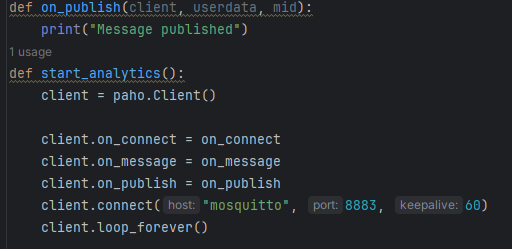 def on_publish(client, userdata, mid):
    print("Message published")
1 usage
def start_analytics():
    client = paho.Client()
    client.on_connect = on_connect
    client.on_message = on_message
    client.on_publish = on_publish
    client.connect( host: "mosquitto", port: 8883, keepalive: 60)
    client.loop_forever()